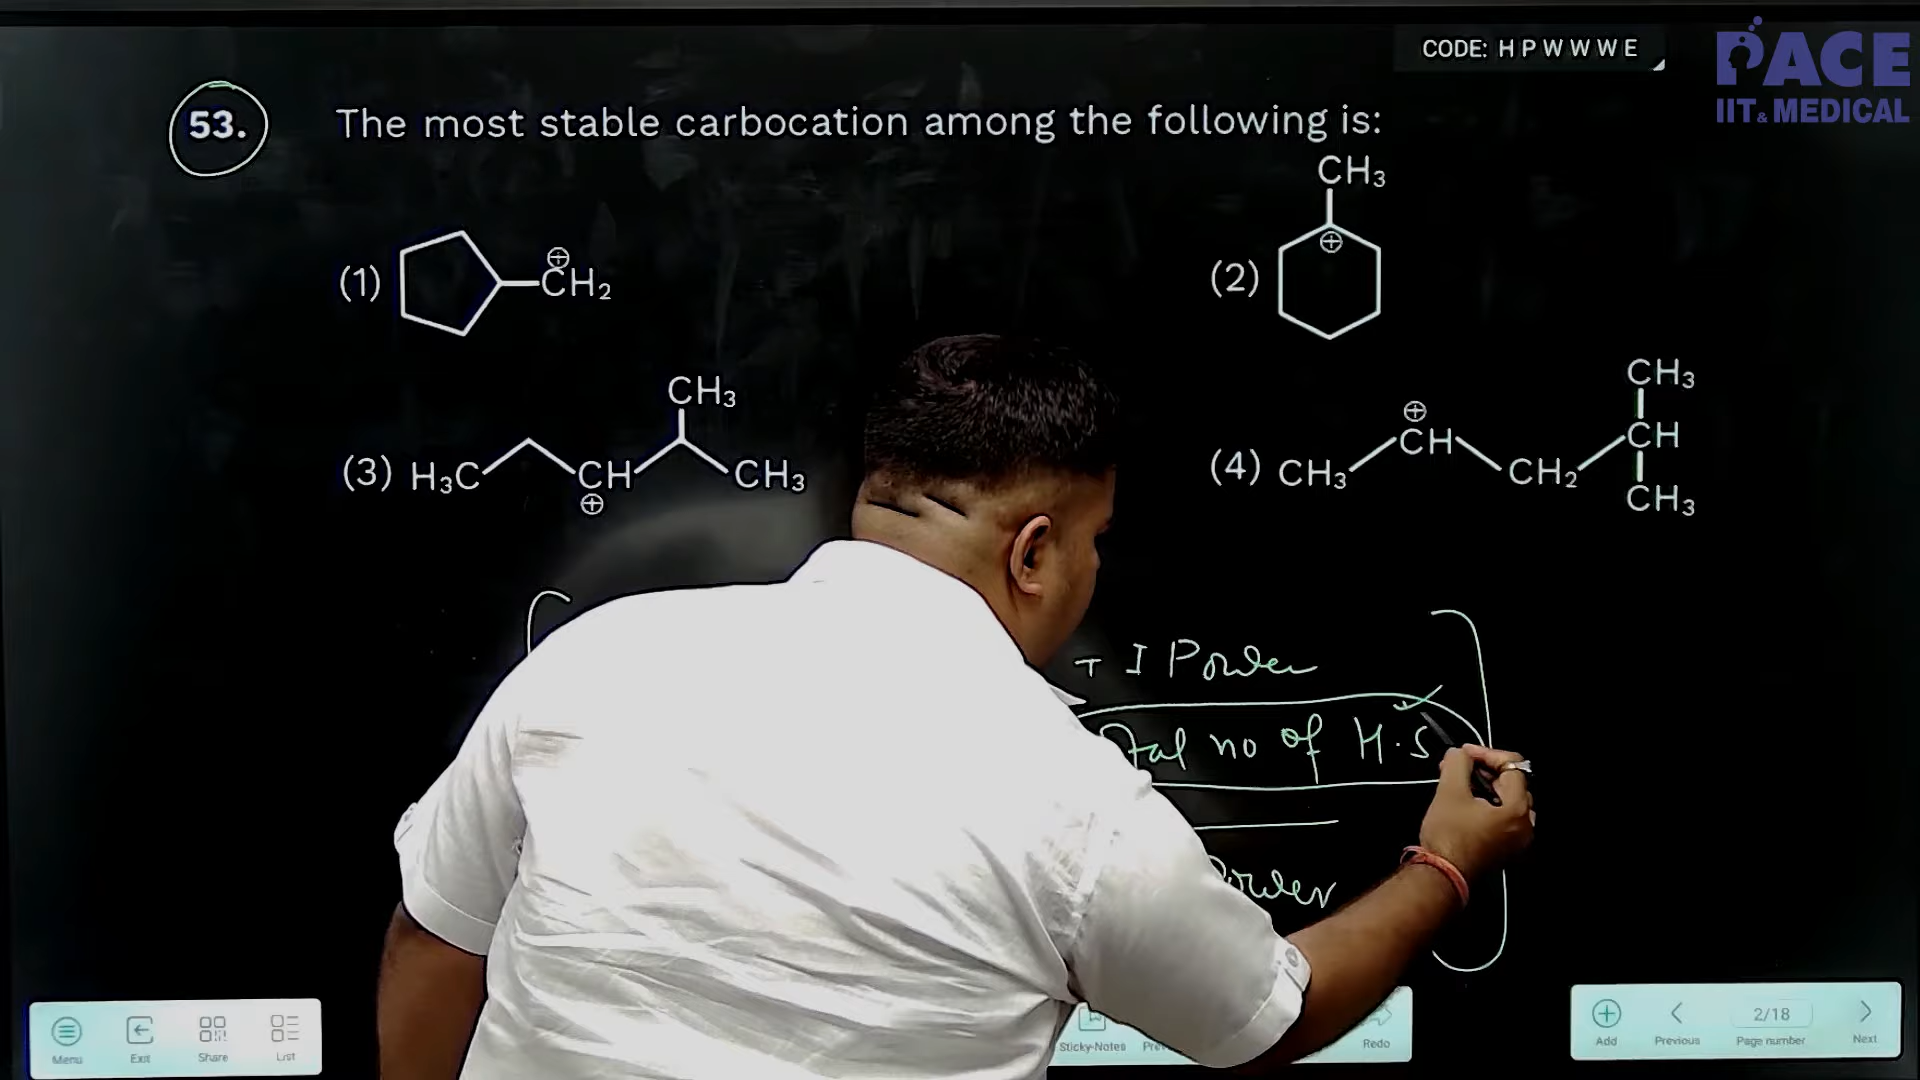 CODE: H P W W W E
PACE
IIT & MEDICAL
53. The most stable carbocation among the following is:
(1) ⊕
CH2
(2) CH3
⊕
(3) H3C CH CH3
CH3
⊕
(4) CH3 CH CH2 CH
⊕
CH3
CH3
+ I Power
no of H.S
Power
Menu
Exit
Share
List
Sticky-Notes
Redo
Add
Previous
2/18
Page number
Next